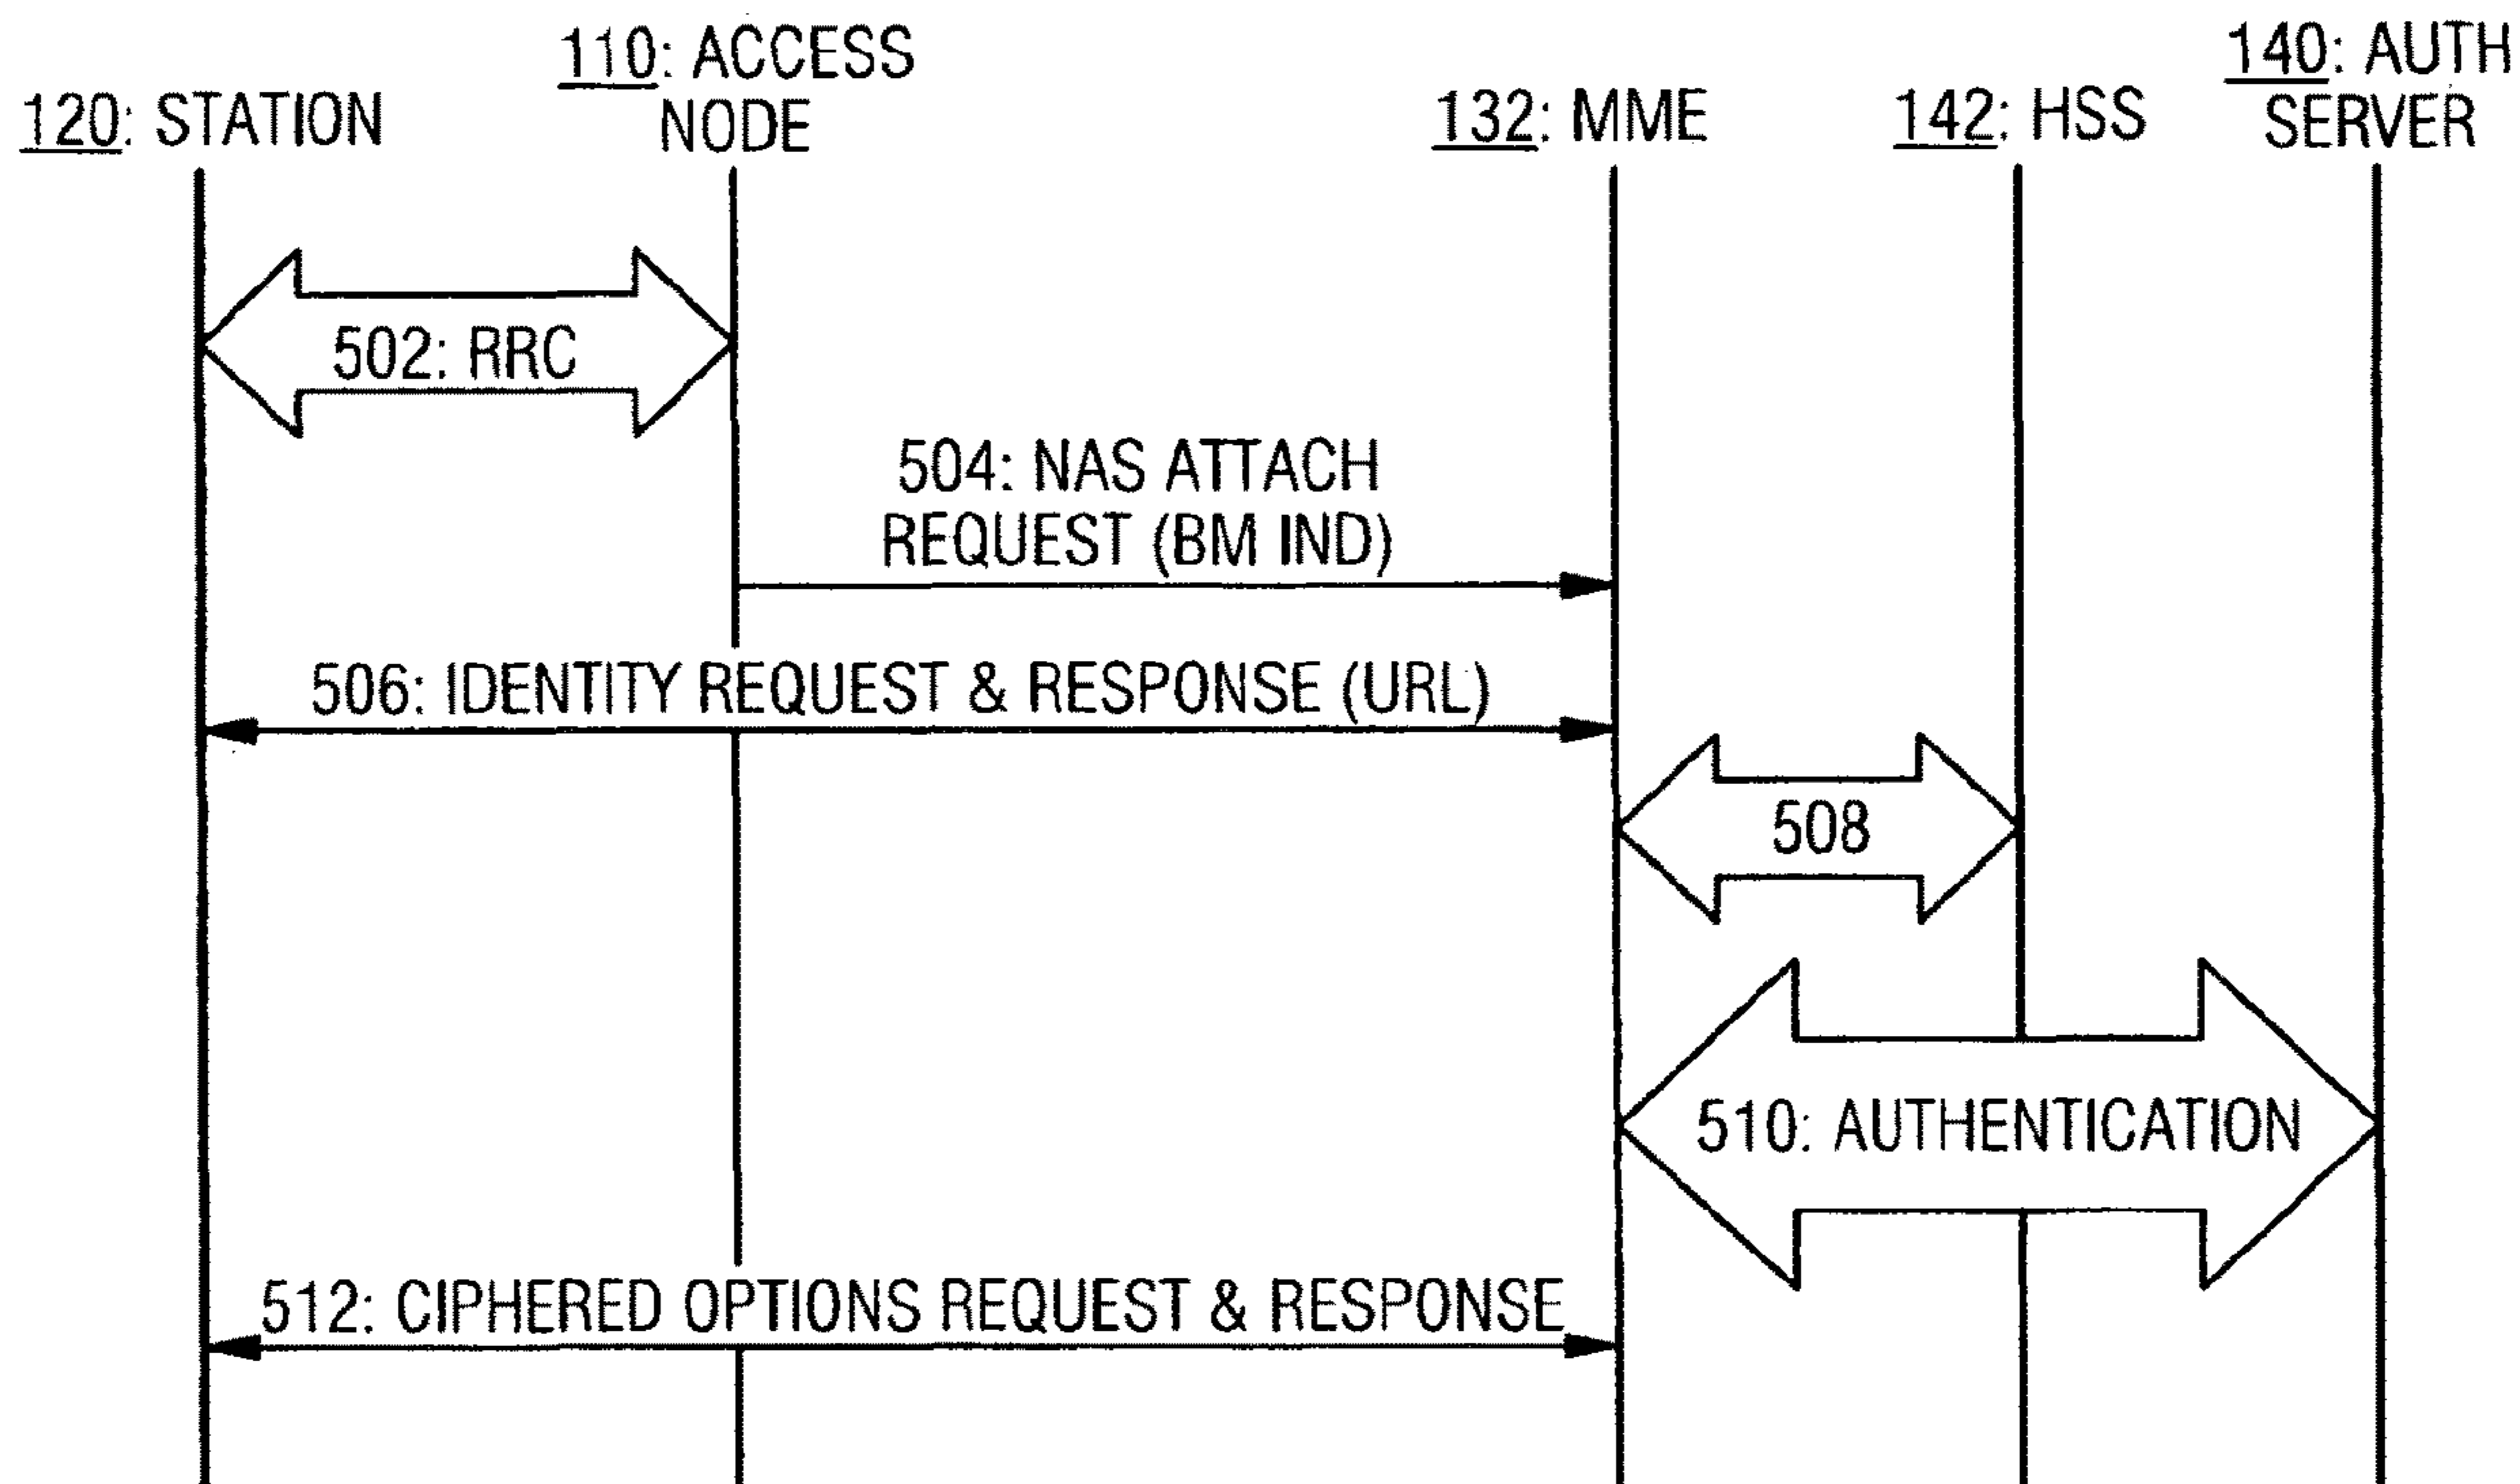 120: STATION
110: ACCESS
NODE
132: MME
142: HSS
140: AUTH
SERVER
502: RRC
504: NAS ATTACH
REQUEST (BM IND)
506: IDENTITY REQUEST & RESPONSE (URL)
508
510: AUTHENTICATION
512: CIPHERED OPTIONS REQUEST & RESPONSE